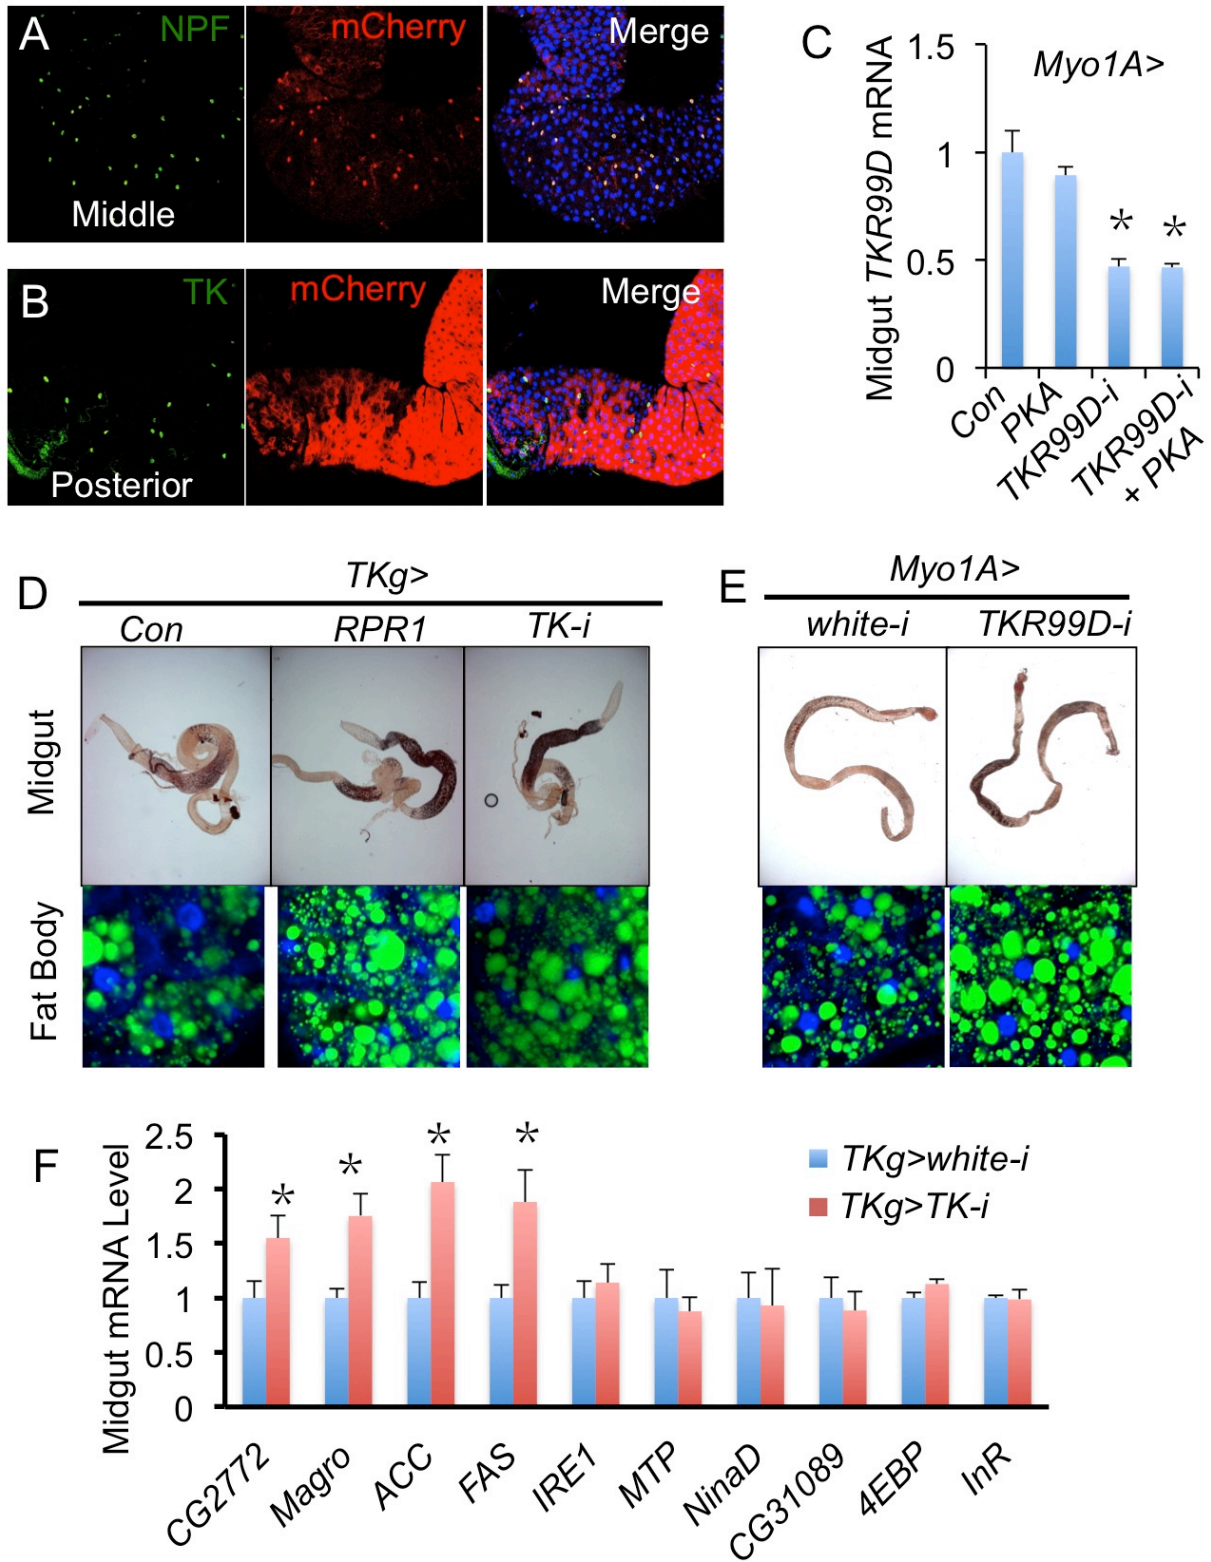 A
NPF
mCherry
Merge
Middle
B
TK
mCherry
Merge
Posterior
C
Myo1A>
Midgut TKR99D mRNA
1.5
1
0.5
0
Con
PKA
TKR99D-i
TKR99D-i
+ PKA
D
TKg>
Con
RPR1
TK-i
Midgut
Fat Body
E
Myo1A>
white-i
TKR99D-i
F
Midgut mRNA Level
2.5
2
1.5
1
0.5
0
* * * *
TKg>white-i
TKg>TK-i
CG2772
Magro
ACC
FAS
IRE1
MTP
NinaD
CG31089
4EBP
InR